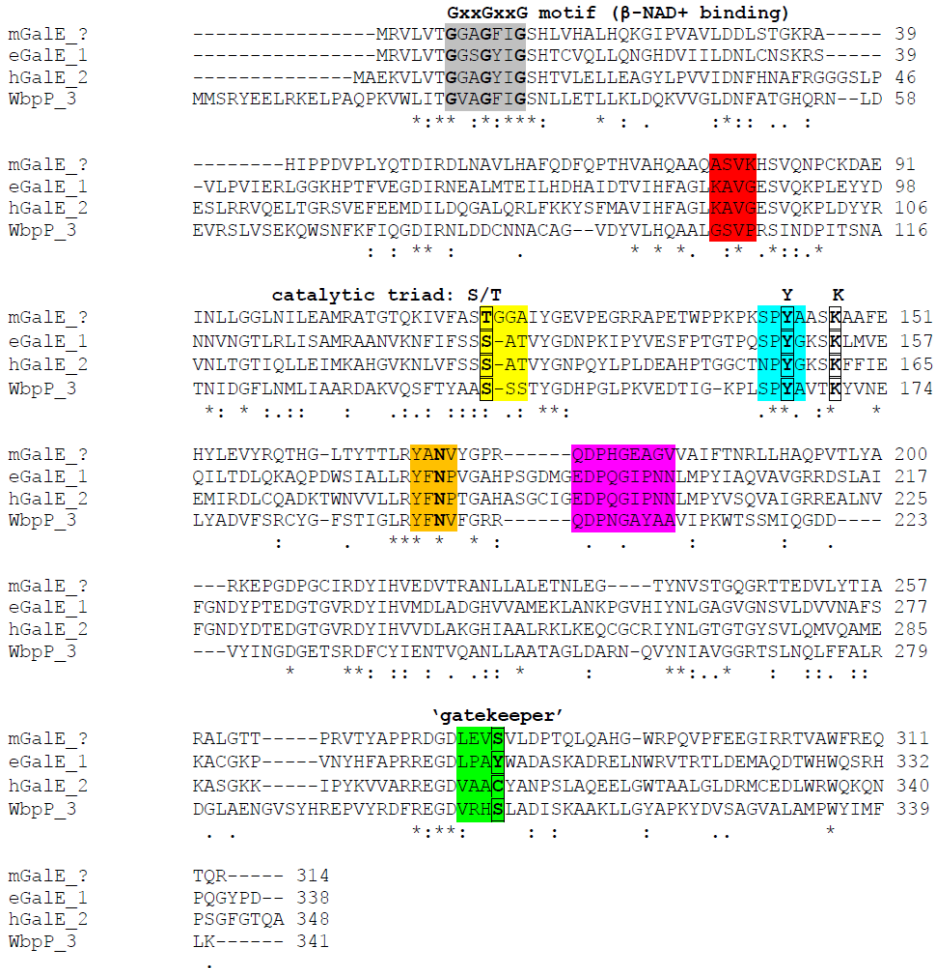 GxxGxxG motif (β-NAD+ binding)
mGalE_? ----------------MRVLVTGGAGFIGSHLVHALHQKGIPVAVLDDLSTGKRA---- 39
eGalE_1 ----------------MRVLVTGGSGYIGSHTCVQLLQNGHDVIILDNLCNSKRS---- 39
hGalE_2 --------------MAEKVLVTGGAGYIGSHTVLELLEAGYLPVVIDNFHNAFRGGGSLP 46
WbpP_3 MMSRYEELRKELPAQPKVWLITGVAGFIGSNLLETLLKLDQKVVGLDNFATGHQRN--LD 58
*:** **:***: * : . :*:: .. . :
mGalE_? --------HIPPDVPLYQTDIRDLNAVLHAFQDFQPTHVAHQAAQASVKHSVQNPCKDAE 91
eGalE_1 -VLPVIERLGGKHPTFVEGDIRNEALMTEILHDHAIDTVIHFAGLKAVGESVQKPLEYYD 98
hGalE_2 ESLRRVQELTGRSVEFEEMDILDQGALQRLFKKYSFMAVIHFAGLKAVGESVQKPLDYYR 106
WbpP_3 EVRSLVSEKQWSNFKFIQGDIRNLDDCNNACAG--VDYVLHQAALGSVPRSINDPITSNA 116
: : ** : . * * *. :* .*::.*
catalytic triad: S/T Y K
mGalE_? INLLGGLNILEAMRATGTQKIVFASTGGAIYGEVPEGRRAPETWPPKPKSPYAASKAAFE 151
eGalE_1 NNVNGTLRLISAMRAANVKNFIFSSS-ATVYGDNPKIPYVESFPTGTPQSPYGKSKLMVE 157
hGalE_2 VNLTGTIQLLEIMKAHGVKNLVFSSS-ATVYGNPQYLPLDEAHPTGGCTNPYGKSKFFIE 165
WbpP_3 TNIDGFLNMLIAARDAKVQSFTYAAS-SSTYGDHPGLPKVEDTIG-KPLSPYAVTKYVNE 174
*: * :.:: : .:.: :::: : **: .**. :* *
mGalE_? HYLEVYRQTHG-LTYTTLRYANVYGPR------QDPHGEAGVVAIFTNRLLHAQPVTLYA 200
eGalE_1 QILTDLQKAQPDWSIALLRYFNPVGAHPSGDMGEDPQGIPNNLMPYIAQVAVGRRDSLAI 217
hGalE_2 EMIRDLCQADKTWNVVLLRYFNPTGAHASGCIGEDPQGIPNNLMPYVSQVAIGRREALNV 225
WbpP_3 LYADVFSRCYG-FSTIGLRYFNVFGRR------QDPNGAYAAVIPKWTSSMIQGDD---- 223
: . *** * * : . . : : .
mGalE_? ---RKEPGDPGCIRDYIHVEDVTRANLLALETNLEG----TYNVSTGQGRTTEDVLYTIA 257
eGalE_1 FGNDYPTEDGTGVRDYIHVMDLADGHVVAMEKLANKPGVHIYNLGAGVGNSVLDVVNAFS 277
hGalE_2 FGNDYDTEDGTGVRDYIHVVDLAKGHIAALRKLKEQCGCRIYNLGTGTGYSVLQMVQAME 285
WbpP_3 ---VYINGDGETSRDFCYIENTVQANLLAATAGLDARN-QVYNIAVGGRTSLNQLFFALR 279
* **: :: : . .:: * : **:..* : ::: ::
'gatekeeper'
mGalE_? RALGTT-----PRVTYAPPRDGDLEVSVLDPTQLQAHG-WRPQVPFEEGIRRTVAWFREQ 311
eGalE_1 KACGKP-----VNYHFAPRREGDLPAYWADASKADRELNWRVTRTLDEMAQDTWHWQSRH 332
hGalE_2 KASGKK-----IPYKVVARREGDVAACYANPSLAQEELGWTAALGLDRMCEDLWRWQKQN 340
WbpP_3 DGLAENGVSYHREPVYRDFREGDVRHSLADISKAAKLLGYAPKYDVSAGVALAMPWYIMF 339
. . *:**: : : : .. *
mGalE_? TQR----- 314
eGalE_1 PQGYPD-- 338
hGalE_2 PSGFGTQA 348
WbpP_3 LK------ 341
.